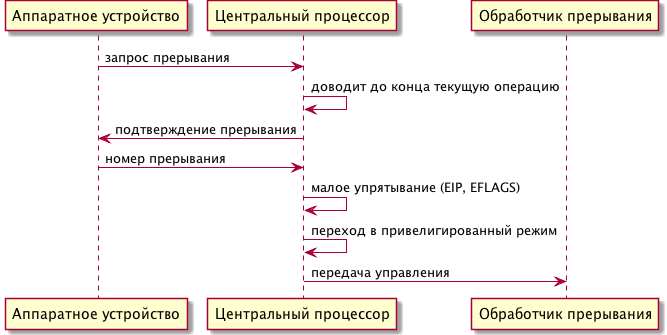 Аппаратное устройство
Центральный процессор
Обработчик прерывания
запрос прерывания
доводит до конца текущую операцию
подтверждение прерывания
номер прерывания
малое упрятывание (EIP, EFLAGS)
переход в привелигированный режим
передача управления
Аппаратное устройство
Центральный процессор
Обработчик прерывания